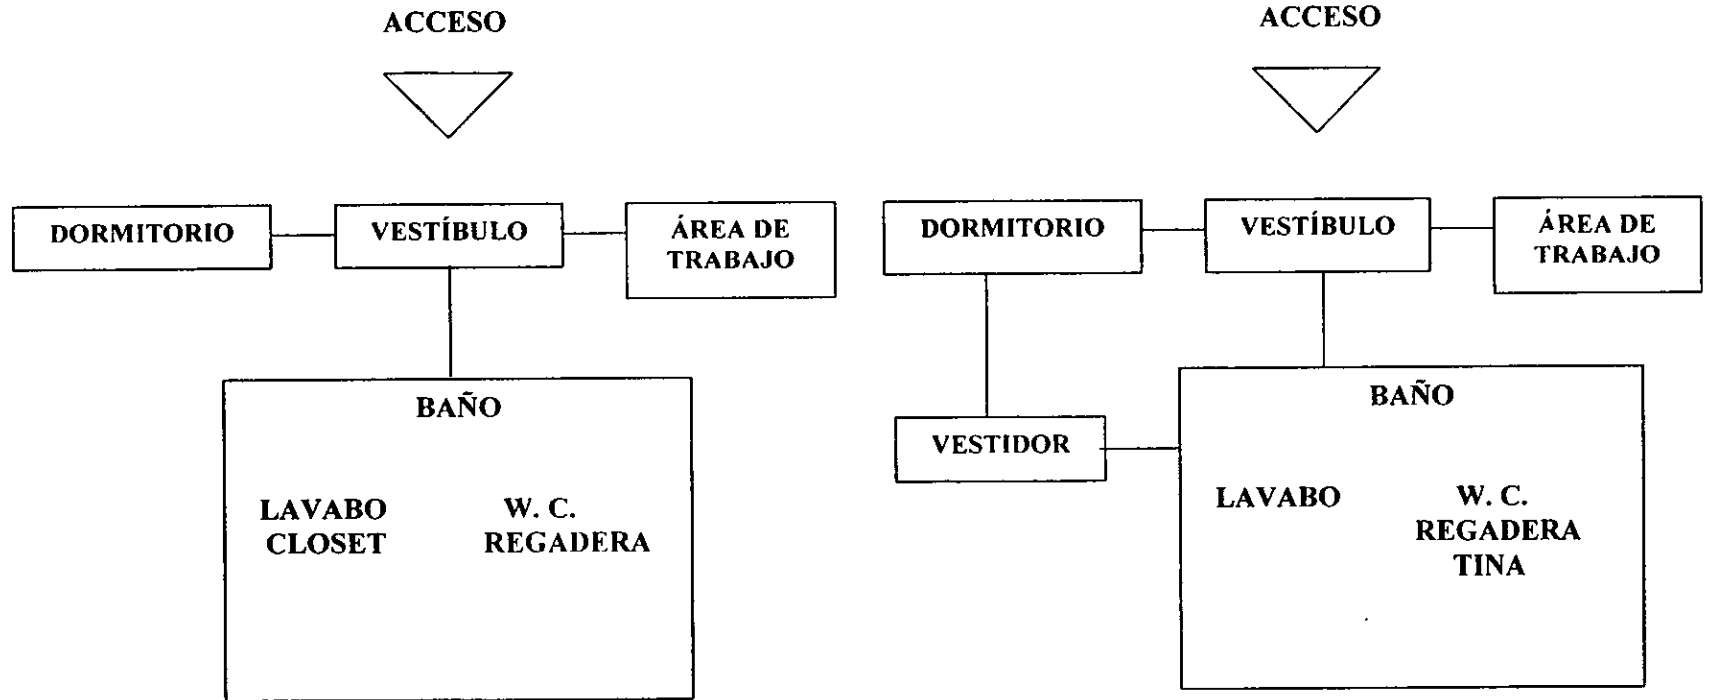 ACCESO
DORMITORIO
VESTÍBULO
ÁREA DE
TRABAJO
BAÑO
LAVABO
CLOSET
W. C.
REGADERA
ACCESO
DORMITORIO
VESTÍBULO
ÁREA DE
TRABAJO
VESTIDOR
BAÑO
LAVABO
W. C.
REGADERA
TINA